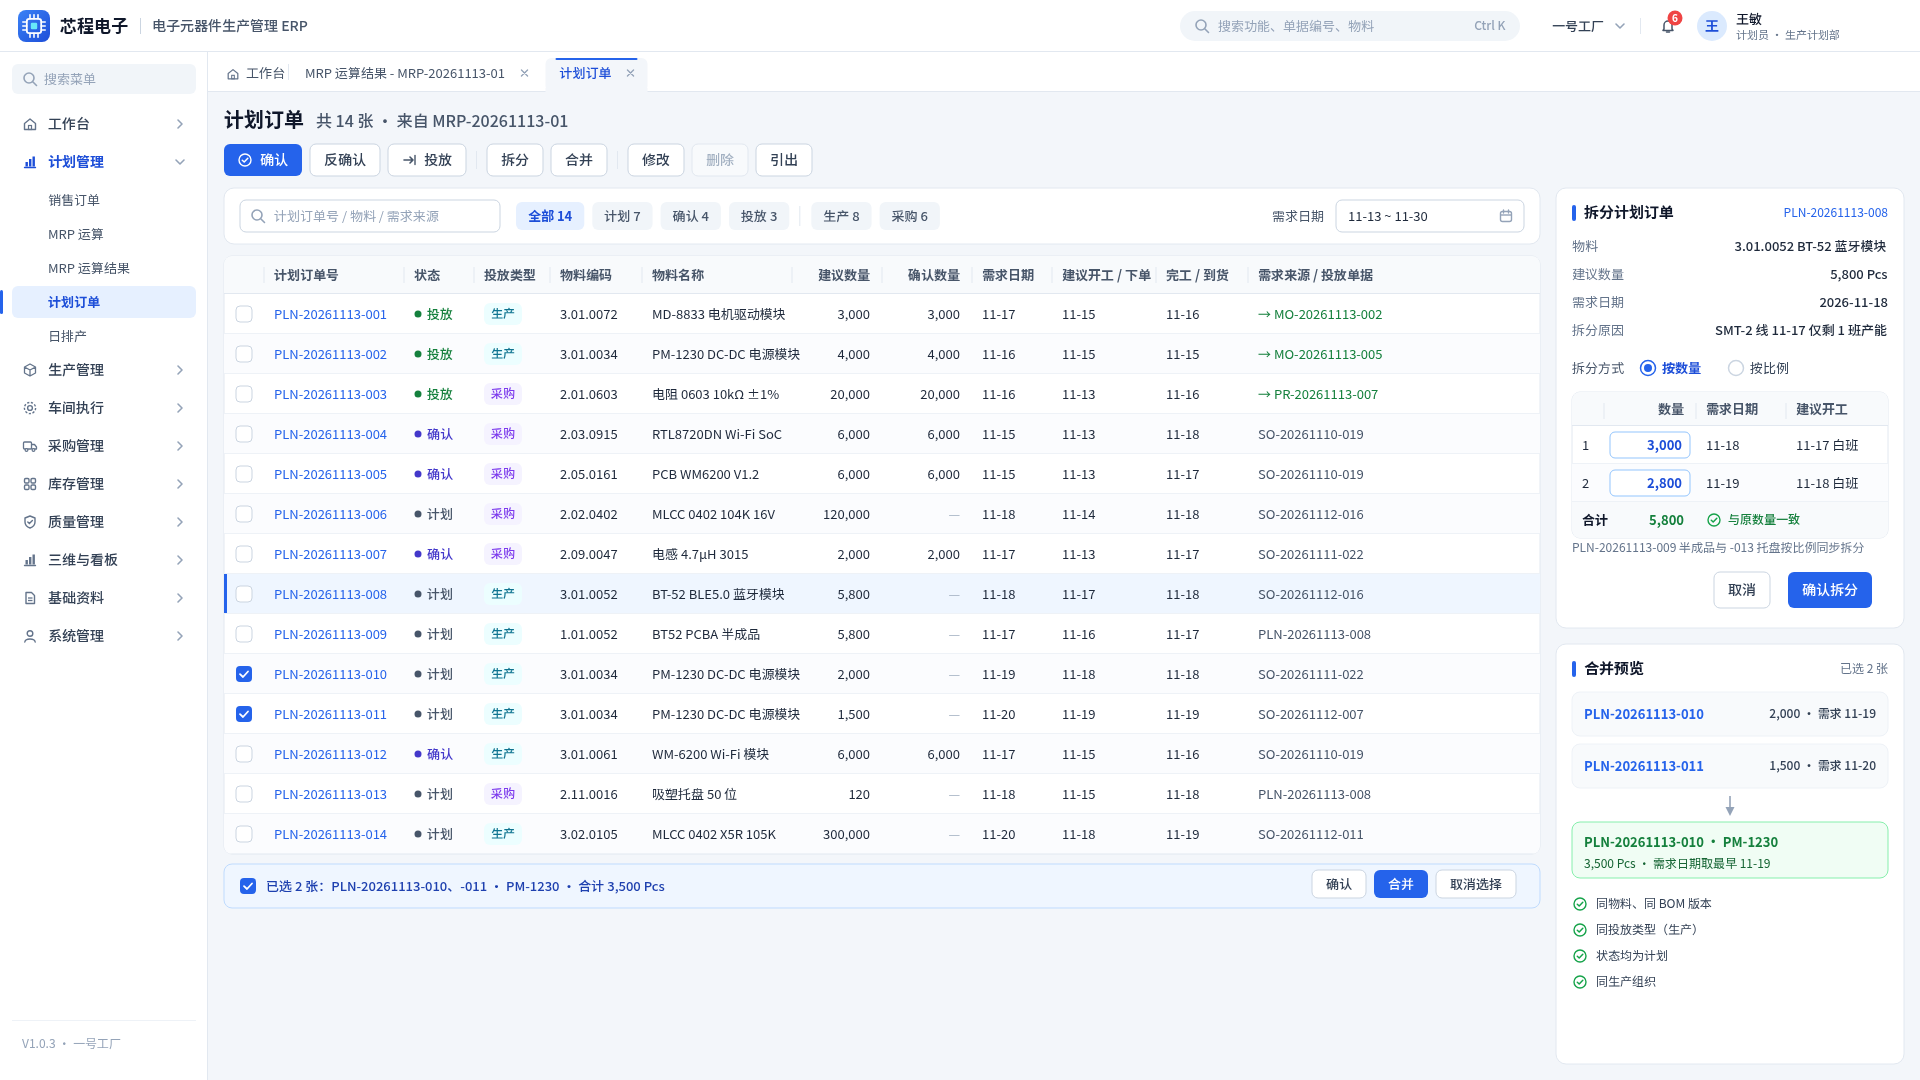 芯程电子 电子元器件生产管理 ERP 搜索功能、单据编号、物料 Ctrl K 一号工厂 6 王 王敏
计划员 · 生产计划部
搜索菜单
工作台
计划管理
销售订单
MRP 运算
MRP 运算结果
计划订单
日排产
生产管理
车间执行
采购管理
库存管理
质量管理
三维与看板
基础资料
系统管理
V1.0.3 · 一号工厂
工作台 MRP 运算结果 - MRP-20261113-01 计划订单
计划订单 共 14 张 · 来自 MRP-20261113-01
确认 反确认 投放 拆分 合并 修改 删除 引出
计划订单号 / 物料 / 需求来源 全部 14 计划 7 确认 4 投放 3 生产 8 采购 6 需求日期 11-13 ~ 11-30
计划订单号 状态 投放类型 物料编码 物料名称 建议数量 确认数量 需求日期 建议开工 / 下单 完工 / 到货 需求来源 / 投放单据
PLN-20261113-001 投放 生产 3.01.0072 MD-8833 电机驱动模块 3,000 3,000 11-17 11-15 11-16 → MO-20261113-002
PLN-20261113-002 投放 生产 3.01.0034 PM-1230 DC-DC 电源模块 4,000 4,000 11-16 11-15 11-15 → MO-20261113-005
PLN-20261113-003 投放 采购 2.01.0603 电阻 0603 10kΩ ±1% 20,000 20,000 11-16 11-13 11-16 → PR-20261113-007
PLN-20261113-004 确认 采购 2.03.0915 RTL8720DN Wi-Fi SoC 6,000 6,000 11-15 11-13 11-18 SO-20261110-019
PLN-20261113-005 确认 采购 2.05.0161 PCB WM6200 V1.2 6,000 6,000 11-15 11-13 11-17 SO-20261110-019
PLN-20261113-006 计划 采购 2.02.0402 MLCC 0402 104K 16V 120,000 — 11-18 11-14 11-18 SO-20261112-016
PLN-20261113-007 确认 采购 2.09.0047 电感 4.7μH 3015 2,000 2,000 11-17 11-13 11-17 SO-20261111-022
PLN-20261113-008 计划 生产 3.01.0052 BT-52 BLE5.0 蓝牙模块 5,800 — 11-18 11-17 11-18 SO-20261112-016
PLN-20261113-009 计划 生产 1.01.0052 BT52 PCBA 半成品 5,800 — 11-17 11-16 11-17 PLN-20261113-008
PLN-20261113-010 计划 生产 3.01.0034 PM-1230 DC-DC 电源模块 2,000 — 11-19 11-18 11-18 SO-20261111-022
PLN-20261113-011 计划 生产 3.01.0034 PM-1230 DC-DC 电源模块 1,500 — 11-20 11-19 11-19 SO-20261112-007
PLN-20261113-012 确认 生产 3.01.0061 WM-6200 Wi-Fi 模块 6,000 6,000 11-17 11-15 11-16 SO-20261110-019
PLN-20261113-013 计划 采购 2.11.0016 吸塑托盘 50 位 120 — 11-18 11-15 11-18 PLN-20261113-008
PLN-20261113-014 计划 生产 3.02.0105 MLCC 0402 X5R 105K 300,000 — 11-20 11-18 11-19 SO-20261112-011
已选 2 张：PLN-20261113-010、-011 · PM-1230 · 合计 3,500 Pcs 确认 合并 取消选择
拆分计划订单 PLN-20261113-008
物料 3.01.0052 BT-52 蓝牙模块
建议数量 5,800 Pcs
需求日期 2026-11-18
拆分原因 SMT-2 线 11-17 仅剩 1 班产能
拆分方式 按数量 按比例
数量 需求日期 建议开工
1 3,000 11-18 11-17 白班
2 2,800 11-19 11-18 白班
合计 5,800 与原数量一致
PLN-20261113-009 半成品与 -013 托盘按比例同步拆分
取消 确认拆分
合并预览 已选 2 张
PLN-20261113-010 2,000 · 需求 11-19
PLN-20261113-011 1,500 · 需求 11-20
PLN-20261113-010 · PM-1230
3,500 Pcs · 需求日期取最早 11-19
同物料、同 BOM 版本
同投放类型（生产）
状态均为计划
同生产组织